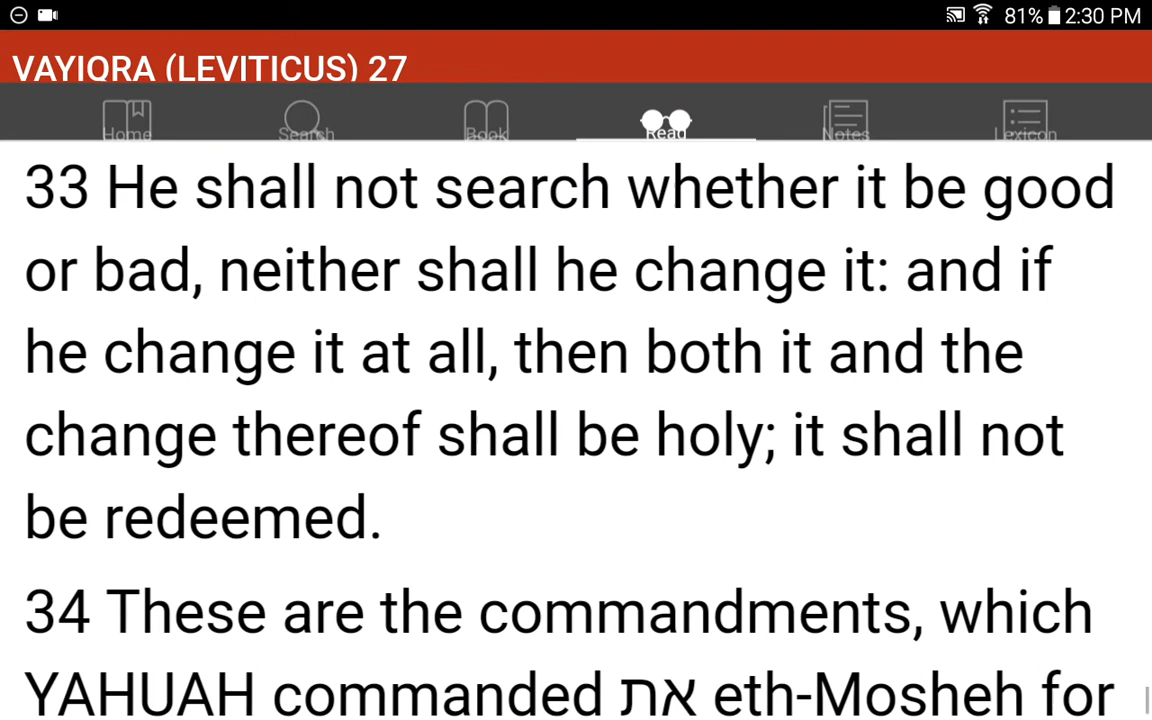 81% 2:30 PM
VAYIQRA (LEVITICUS) 27
Home Search Book Read Notes Lexicon
33 He shall not search whether it be good
or bad, neither shall he change it: and if
he change it at all, then both it and the
change thereof shall be holy; it shall not
be redeemed.
34 These are the commandments, which
YAHUAH commanded את eth-Mosheh for